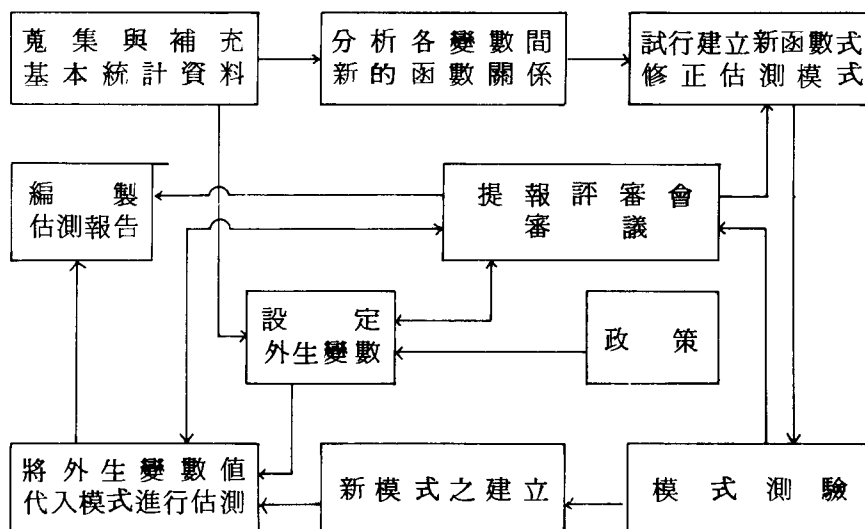 蒐集與補充
基本統計資料
分析各變數間
新的函數關係
試行建立新函數式
修正估測模式
編製
估測報告
提報評審會
審議
設定
外生變數
政策
將外生變數值
代入模式進行估測
新模式之建立
模式測驗